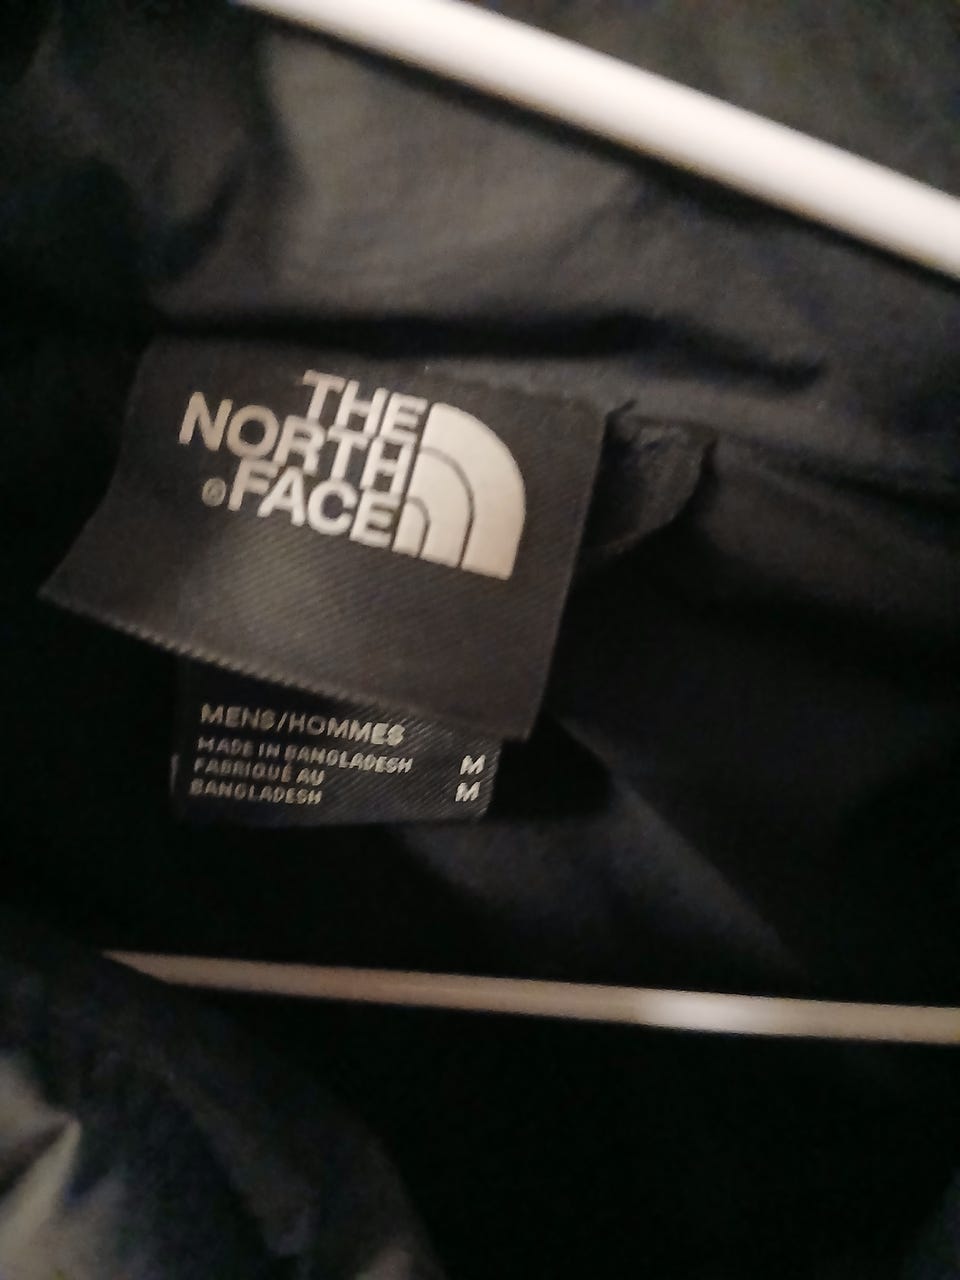 THE
NORTH
®FACE
MENS/HOMMES
MADE IN BANGLADESH M
FABRIQUÉ AU
BANGLADESH M